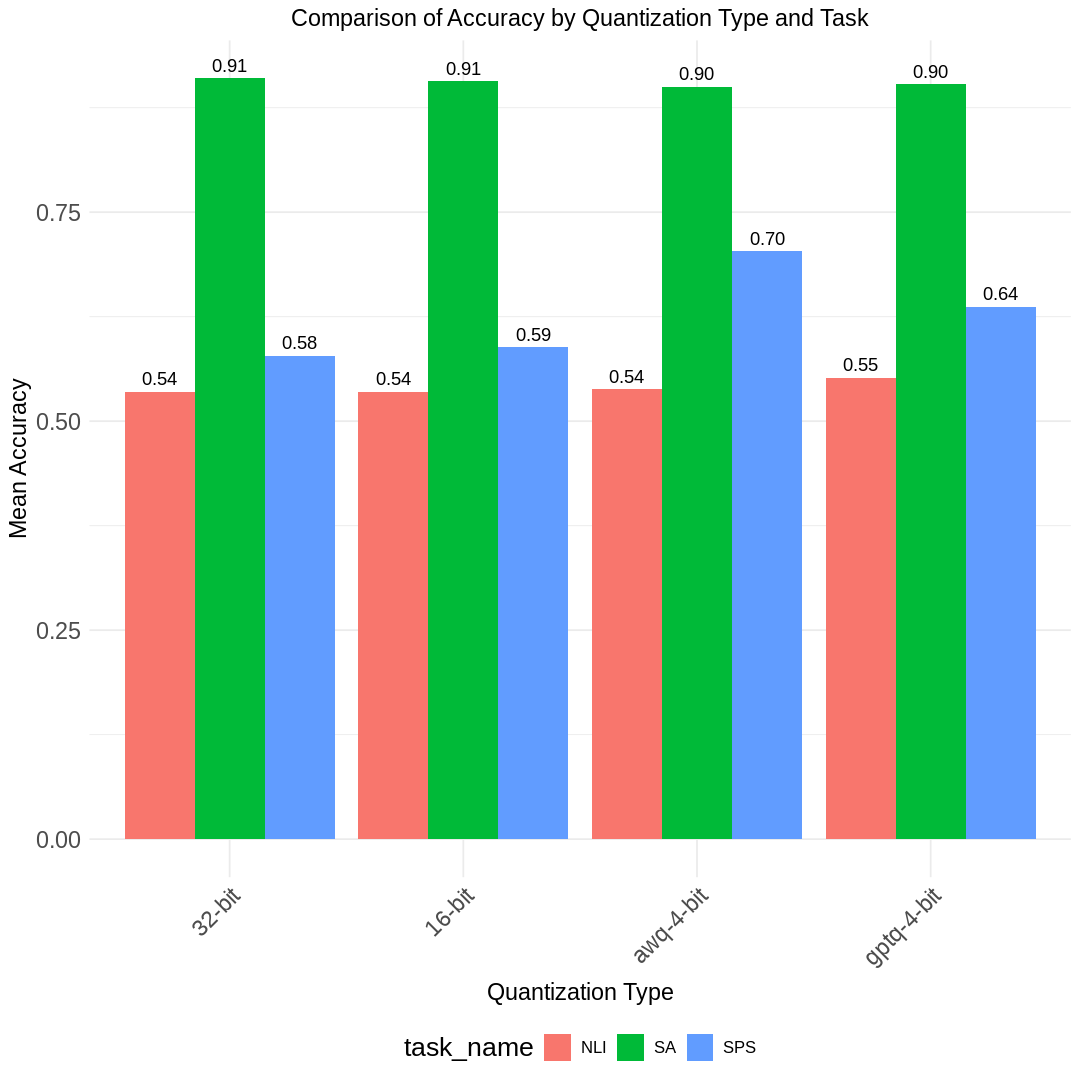 Comparison of Accuracy by Quantization Type and Task
0.91
0.91
0.90
0.90
0.75
0.70
0.64
0.58
0.59
0.54
0.54
0.54
0.55
0.50
0.25
0.00
Mean Accuracy
32-bit
16-bit
awq-4-bit
gptq-4-bit
Quantization Type
task_name NLI SA SPS